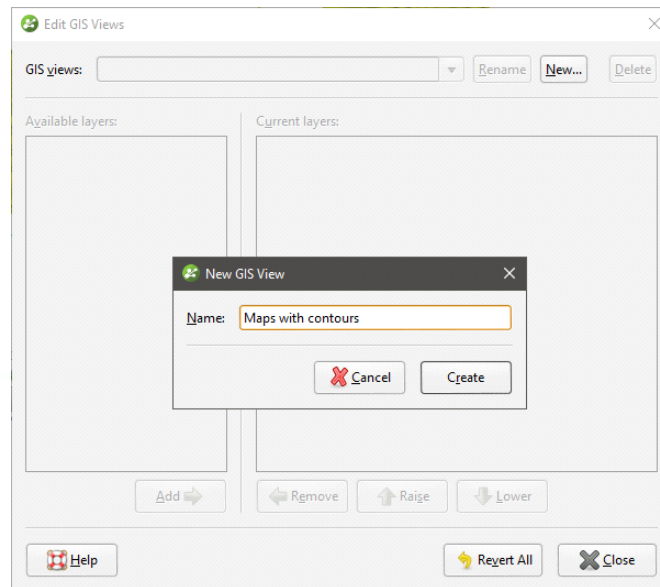 Edit GIS Views
GIS views: Rename New... Delete
Available layers: Current layers:
New GIS View
Name: Maps with contours
Cancel Create
Add Remove Raise Lower
Help Revert All Close